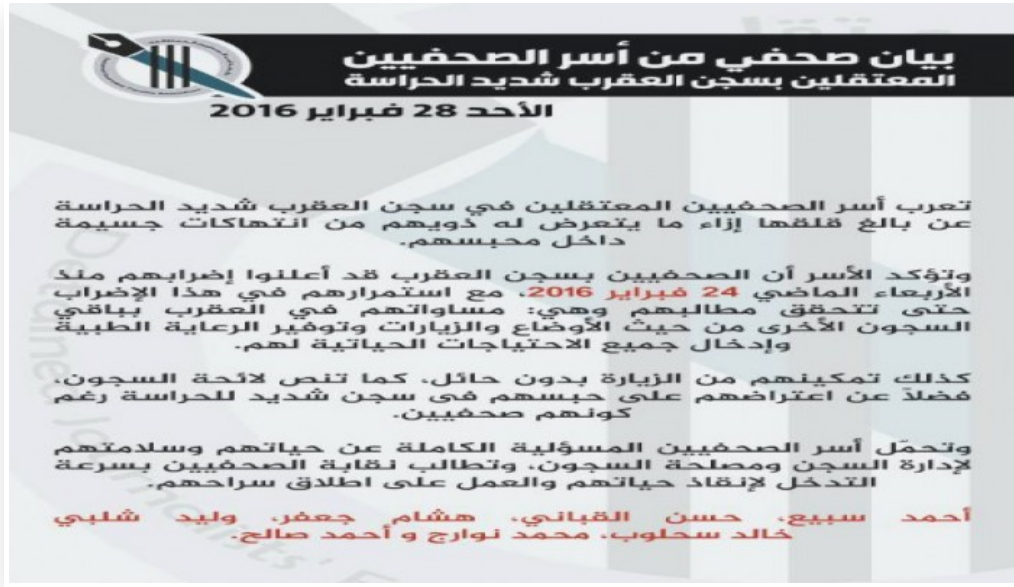 بيان صحفي من أسر الصحفيين
المعتقلين بسجن العقرب شديد الحراسة
الأحد 28 فبراير 2016
تعرب أسر الصحفيين المعتقلين في سجن العقرب شديد الحراسة
عن بالغ قلقها إزاء ما يتعرض له ذويهم من انتهاكات جسيمة
داخل محبسهم.
وتؤكد الأسر أن الصحفيين بسجن العقرب قد أعلنوا إضرابهم منذ
الأربعاء الماضي 24 فبراير 2016، مع استمرارهم في هذا الإضراب
حتى تتحقق مطالبهم وهي: مساواتهم في العقرب بباقي
السجون الأخرى من حيث الأوضاع والزيارات وتوفير الرعاية الطبية
وإدخال جميع الاحتياجات الحياتية لهم.
كذلك تمكينهم من الزيارة بدون حائل، كما تنص لائحة السجون،
فضلاً عن اعتراضهم على حبسهم فى سجن شديد للحراسة رغم
كونهم صحفيين.
وتحمّل أسر الصحفيين المسؤلية الكاملة عن حياتهم وسلامتهم
لإدارة السجن ومصلحة السجون، وتطالب نقابة الصحفيين بسرعة
التدخل لإنقاذ حياتهم والعمل على اطلاق سراحهم.
أحمد سبيع، حسن القباني، هشام جعفر، وليد شلبي
خالد سحلوب، محمد نوارج و أحمد صالح.
Detained Journalists'